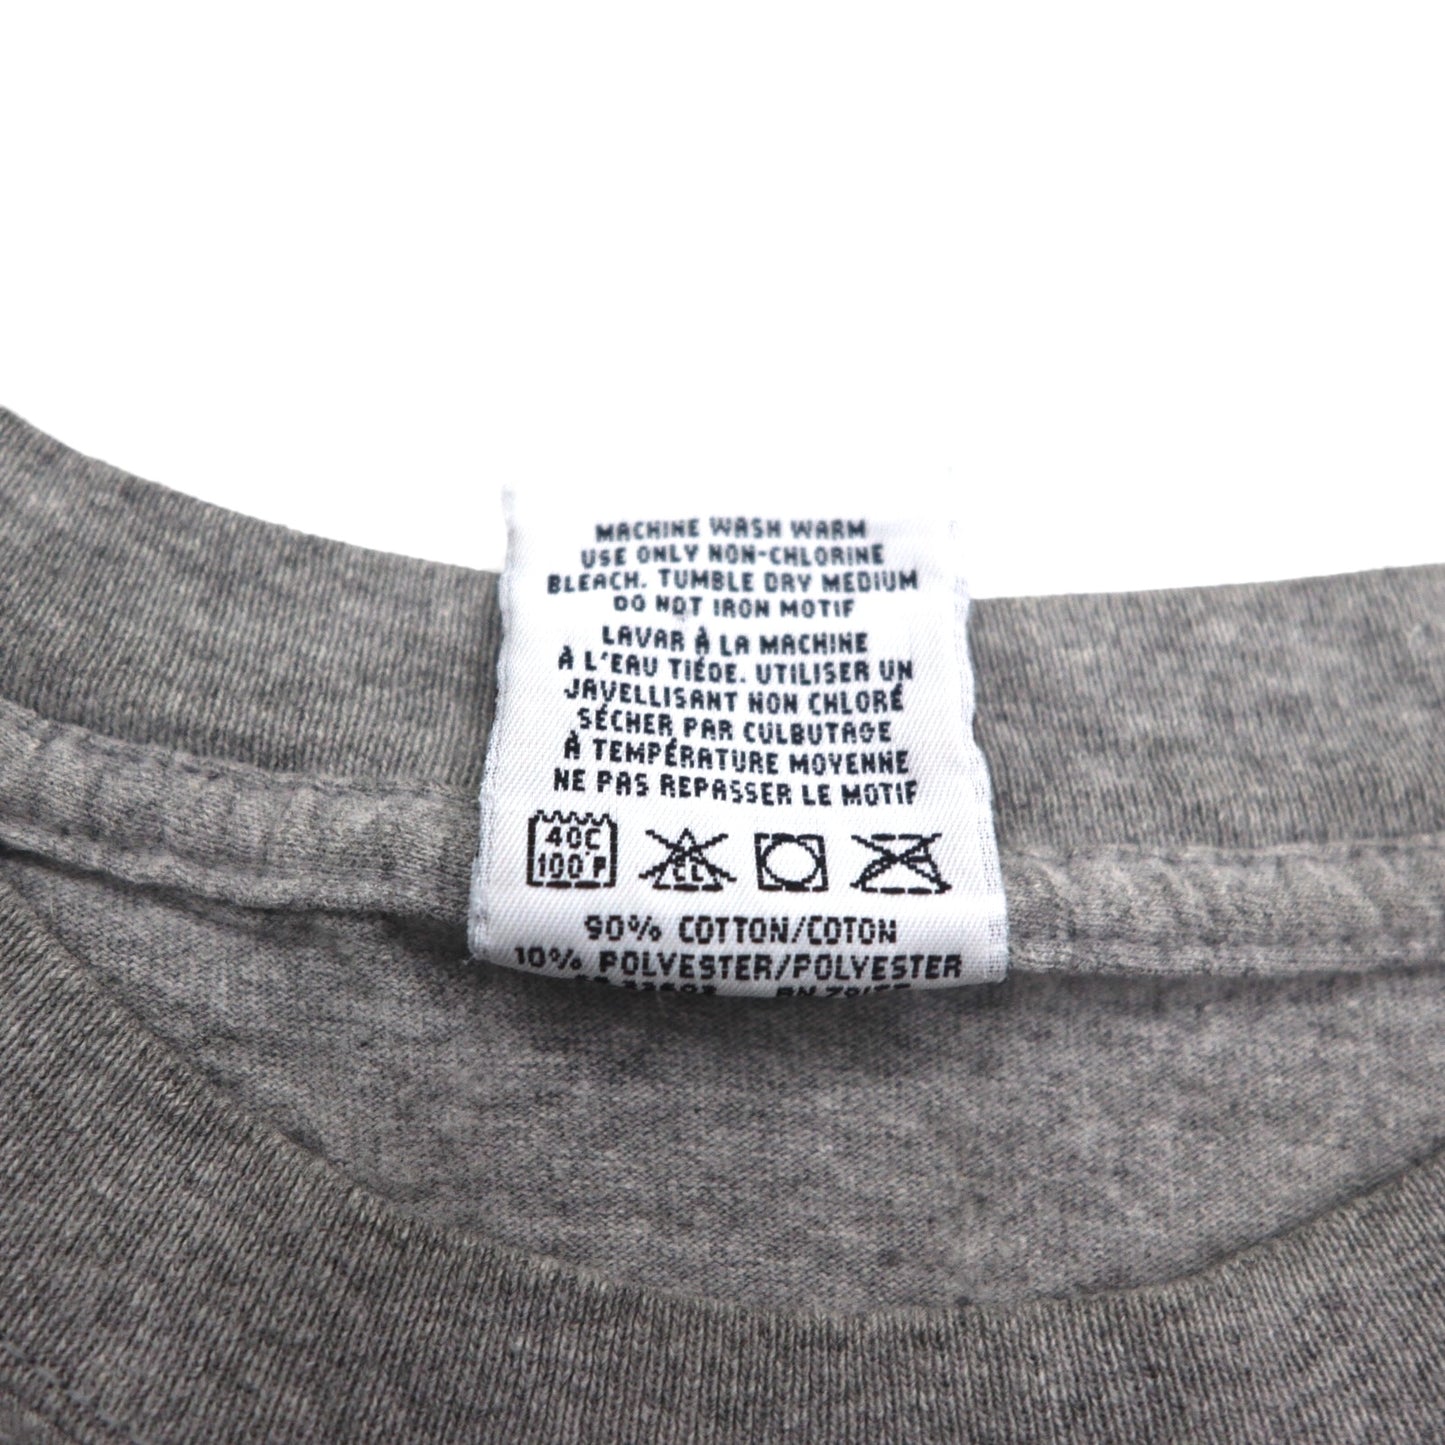 MACHINE WASH WARM
USE ONLY NON-CHLORINE
BLEACH. TUMBLE DRY MEDIUM
DO NOT IRON MOTIF
LAVAR À LA MACHINE
À L'EAU TIÉDE. UTILISER UN
JAVELLISANT NON CHLORÉ
SÉCHER PAR CULBUTAGE
À TEMPÉRATURE MOYENNE
NE PAS REPASSER LE MOTIF
40C
100°P
CL
90% COTTON/COTON
10% POLYESTER/POLYESTER